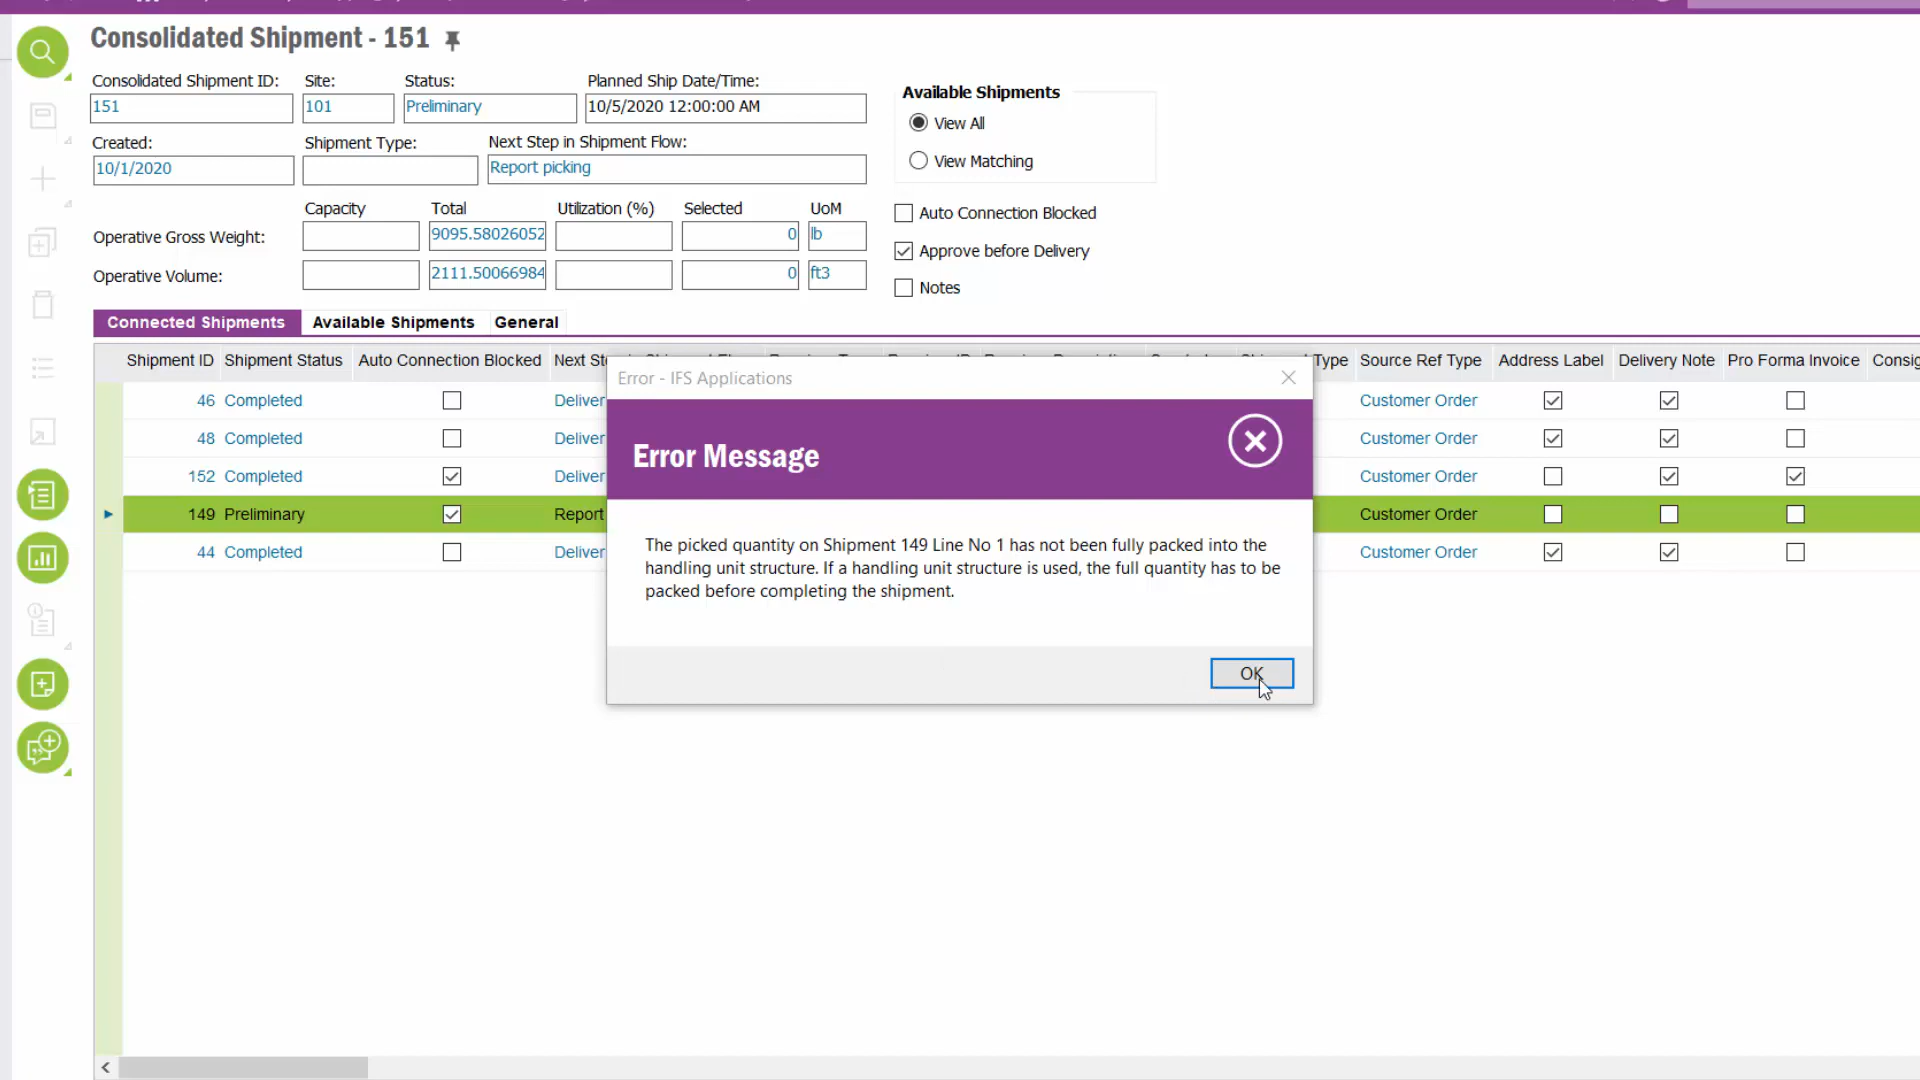 Consolidated Shipment - 151
Consolidated Shipment ID: Site: Status: Planned Ship Date/Time:
151 101 Preliminary 10/5/2020 12:00:00 AM
Available Shipments
View All
Created: Shipment Type: Next Step in Shipment Flow:
10/1/2020 Report picking
View Matching
Capacity Total Utilization (%) Selected UoM
Auto Connection Blocked
Operative Gross Weight: 9095.58026052 0 lb
Approve before Delivery
Operative Volume: 2111.50066984 0 ft3
Notes
Connected Shipments Available Shipments General
Shipment ID Shipment Status Auto Connection Blocked Next Type Source Ref Type Address Label Delivery Note Pro Forma Invoice Consig
46 Completed Deliver Customer Order
48 Completed Deliver Customer Order
152 Completed Deliver Customer Order
149 Preliminary Report Customer Order
44 Completed Deliver Customer Order
Error - IFS Applications
Error Message
The picked quantity on Shipment 149 Line No 1 has not been fully packed into the
handling unit structure. If a handling unit structure is used, the full quantity has to be
packed before completing the shipment.
OK